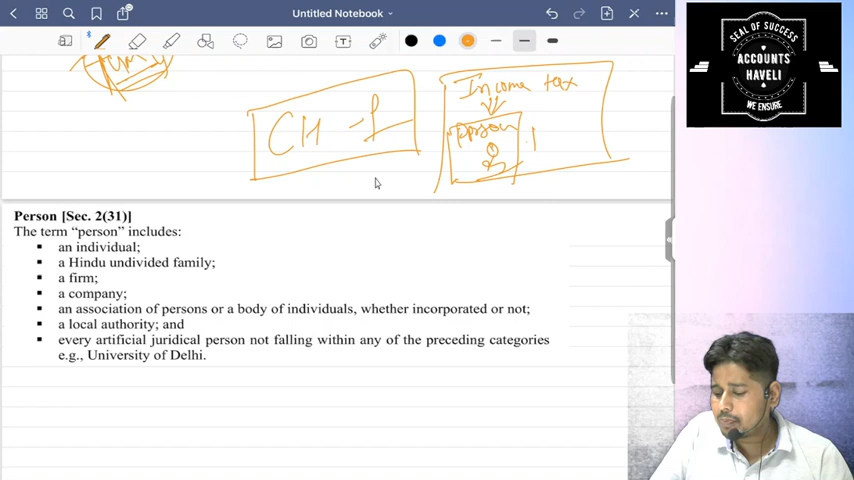 Untitled Notebook
SEAL OF SUCCESS
ACCOUNTS
HAVELI
WE ENSURE
Income tax
person
CH - 1
Person [Sec. 2(31)]
The term “person” includes:
▪ an individual;
▪ a Hindu undivided family;
▪ a firm;
▪ a company;
▪ an association of persons or a body of individuals, whether incorporated or not;
▪ a local authority; and
▪ every artificial juridical person not falling within any of the preceding categories
e.g., University of Delhi.